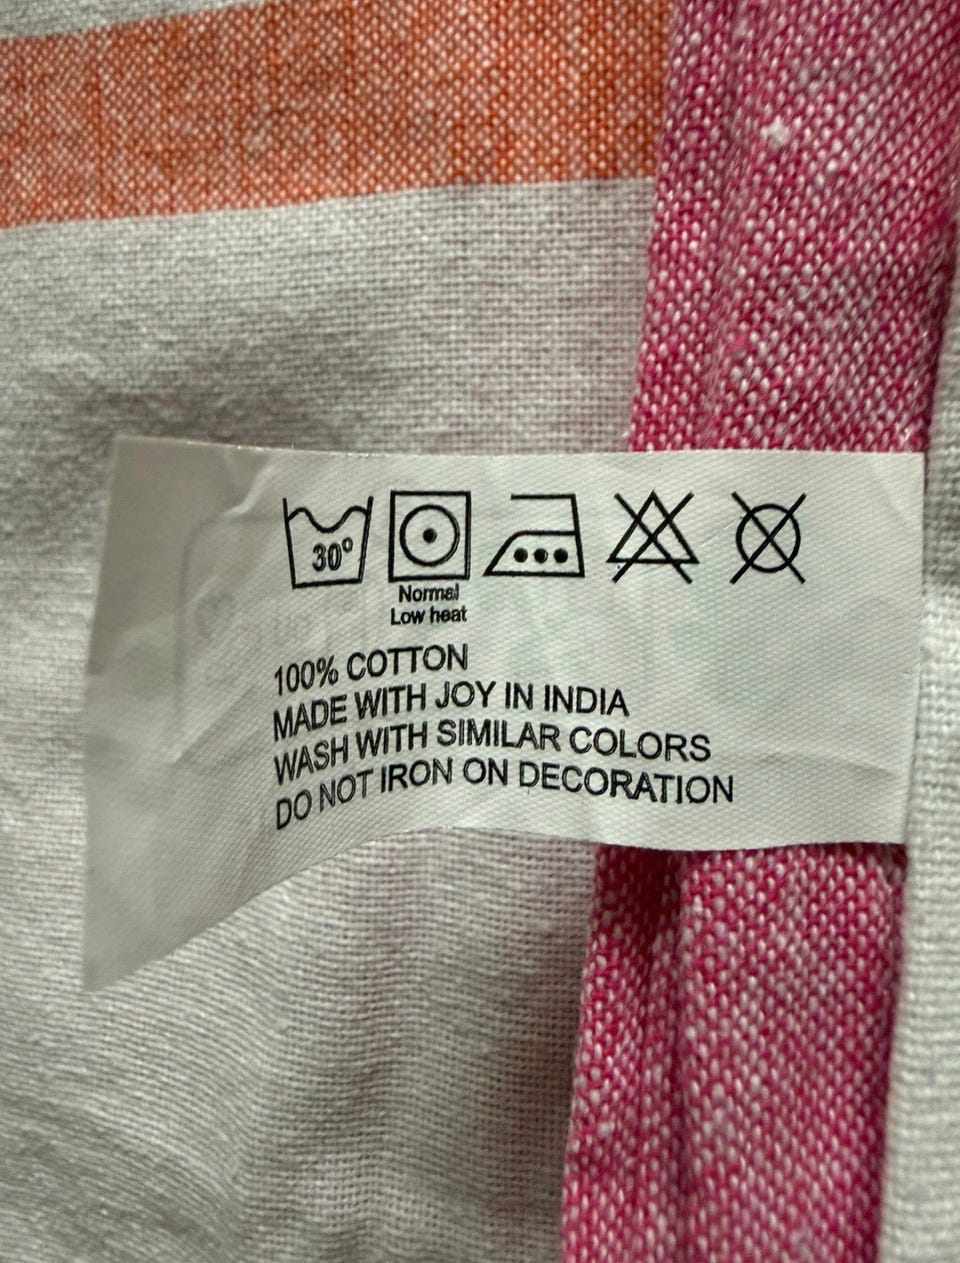 30°
Normal
Low heat
100% COTTON
MADE WITH JOY IN INDIA
WASH WITH SIMILAR COLORS
DO NOT IRON ON DECORATION